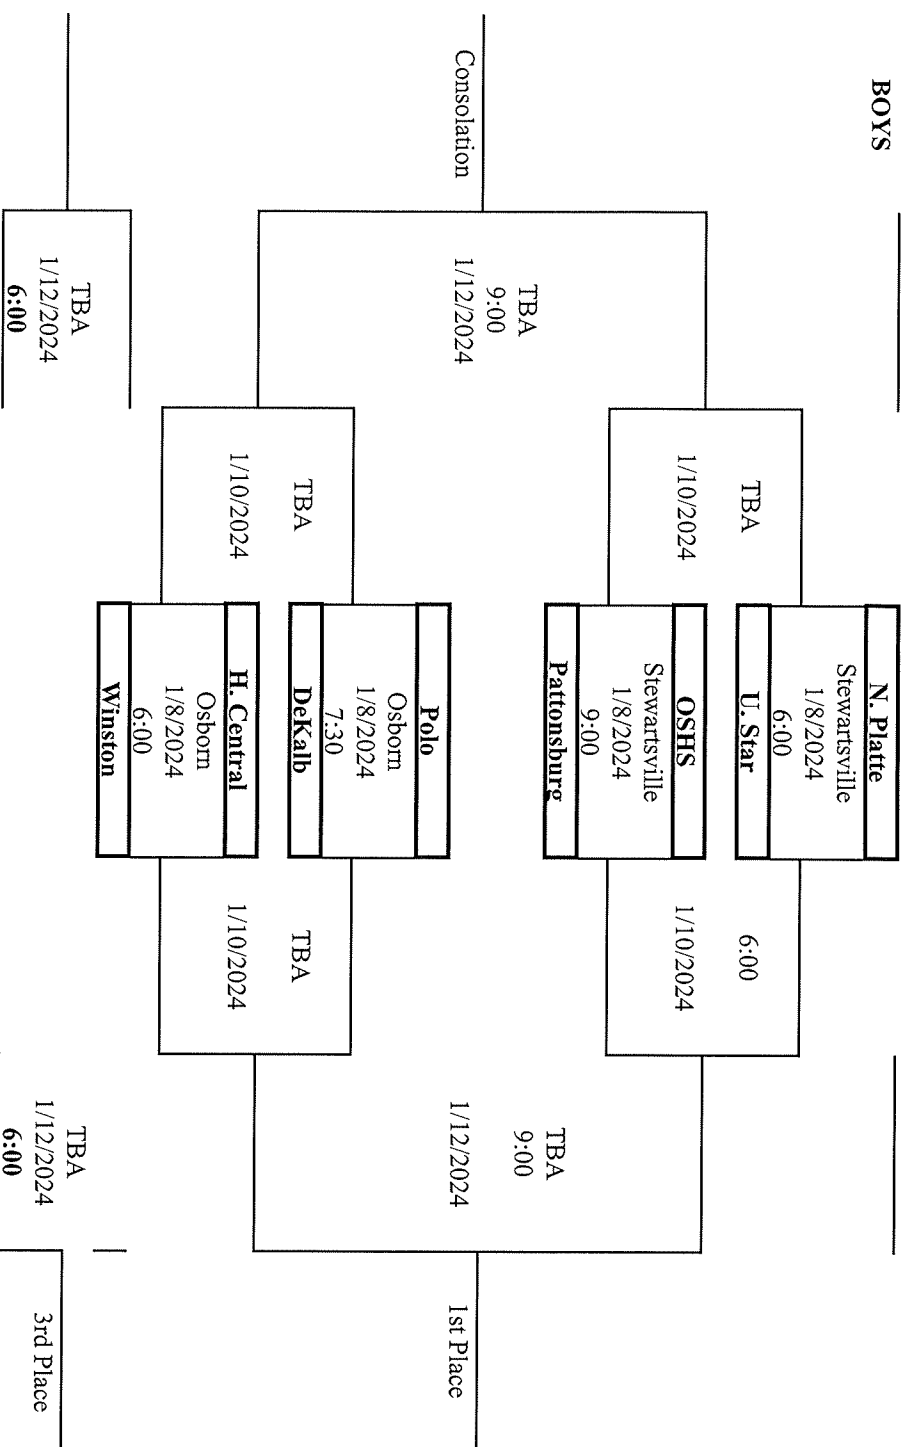 BOYS
N. Platte
Stewartsville
1/8/2024
6:00
U. Star
TBA
1/10/2024
6:00
1/10/2024
OSHS
Stewartsville
1/8/2024
9:00
Pattonsburg
TBA
9:00
1/12/2024
Consolation
TBA
9:00
1/12/2024
1st Place
Polo
Osborn
1/8/2024
7:30
DeKalb
TBA
1/10/2024
TBA
1/10/2024
H. Central
Osborn
1/8/2024
6:00
Winston
TBA
1/12/2024
6:00
TBA
1/12/2024
6:00
3rd Place